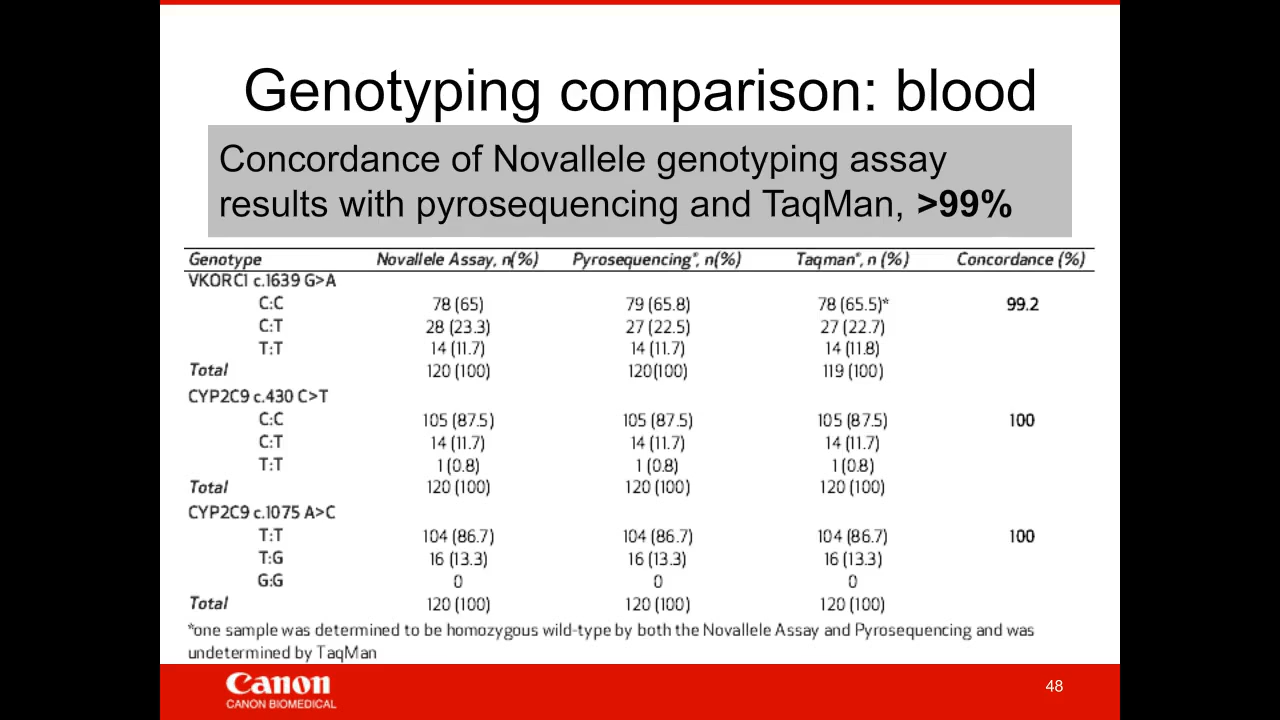 Genotyping comparison: blood
Concordance of Novallele genotyping assay
results with pyrosequencing and TaqMan, >99%
Genotype Novallele Assay, n(%) Pyrosequencing*, n(%) Taqman*, n (%) Concordance (%)
VKORC1 c.1639 G>A
C:C 78 (65) 79 (65.8) 78 (65.5)* 99.2
C:T 28 (23.3) 27 (22.5) 27 (22.7)
T:T 14 (11.7) 14 (11.7) 14 (11.8)
Total 120 (100) 120(100) 119 (100)
CYP2C9 c.430 C>T
C:C 105 (87.5) 105 (87.5) 105 (87.5) 100
C:T 14 (11.7) 14 (11.7) 14 (11.7)
T:T 1 (0.8) 1 (0.8) 1 (0.8)
Total 120 (100) 120 (100) 120 (100)
CYP2C9 c.1075 A>C
T:T 104 (86.7) 104 (86.7) 104 (86.7) 100
T:G 16 (13.3) 16 (13.3) 16 (13.3)
G:G 0 0 0
Total 120 (100) 120 (100) 120 (100)
*one sample was determined to be homozygous wild-type by both the Novallele Assay and Pyrosequencing and was
undetermined by TaqMan
Canon
CANON BIOMEDICAL
48